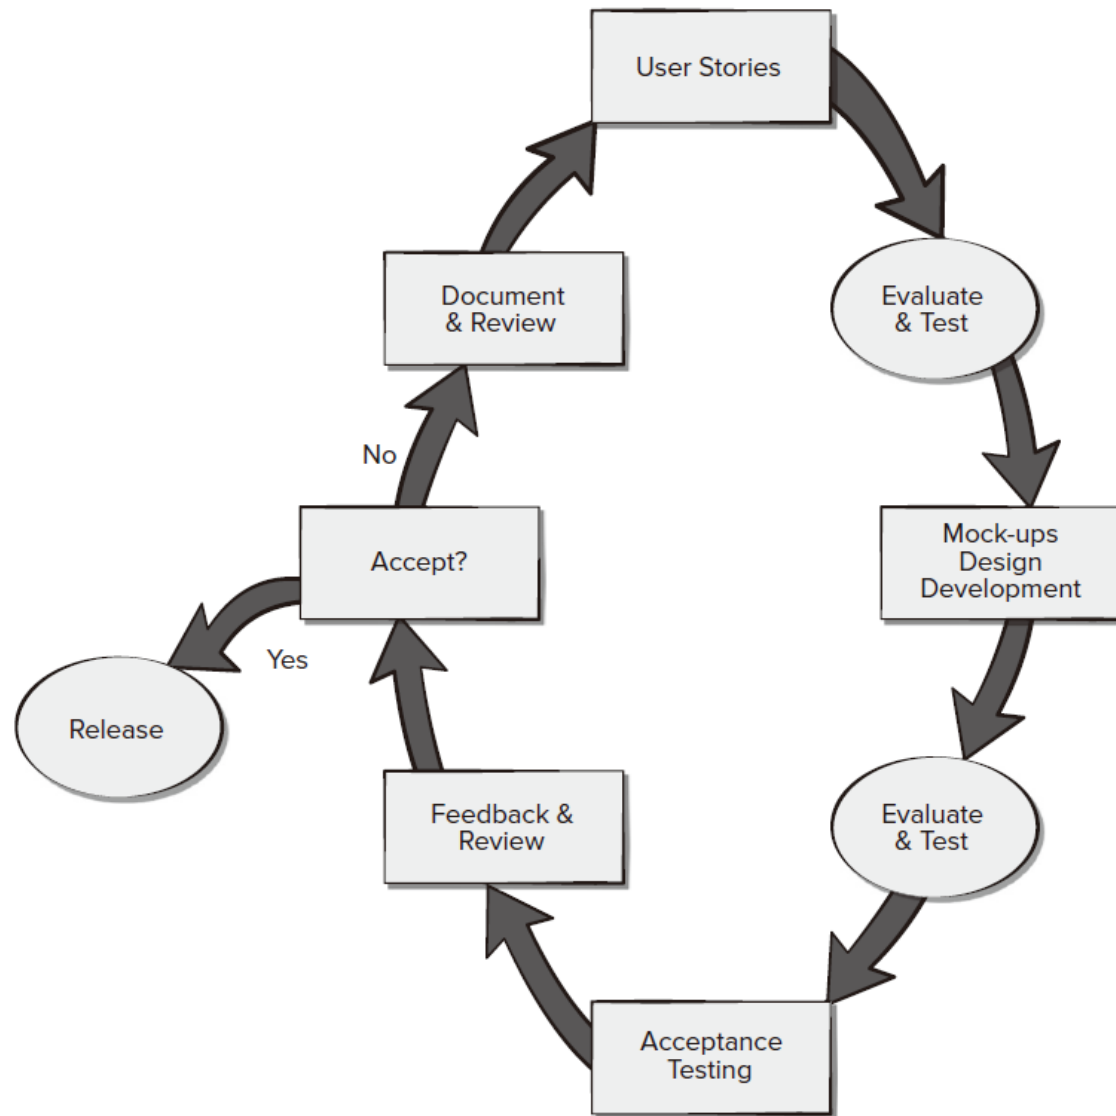 User Stories
Evaluate
& Test
Mock-ups
Design
Development
Evaluate
& Test
Acceptance
Testing
Feedback &
Review
Accept?
Yes
Release
No
Document
& Review